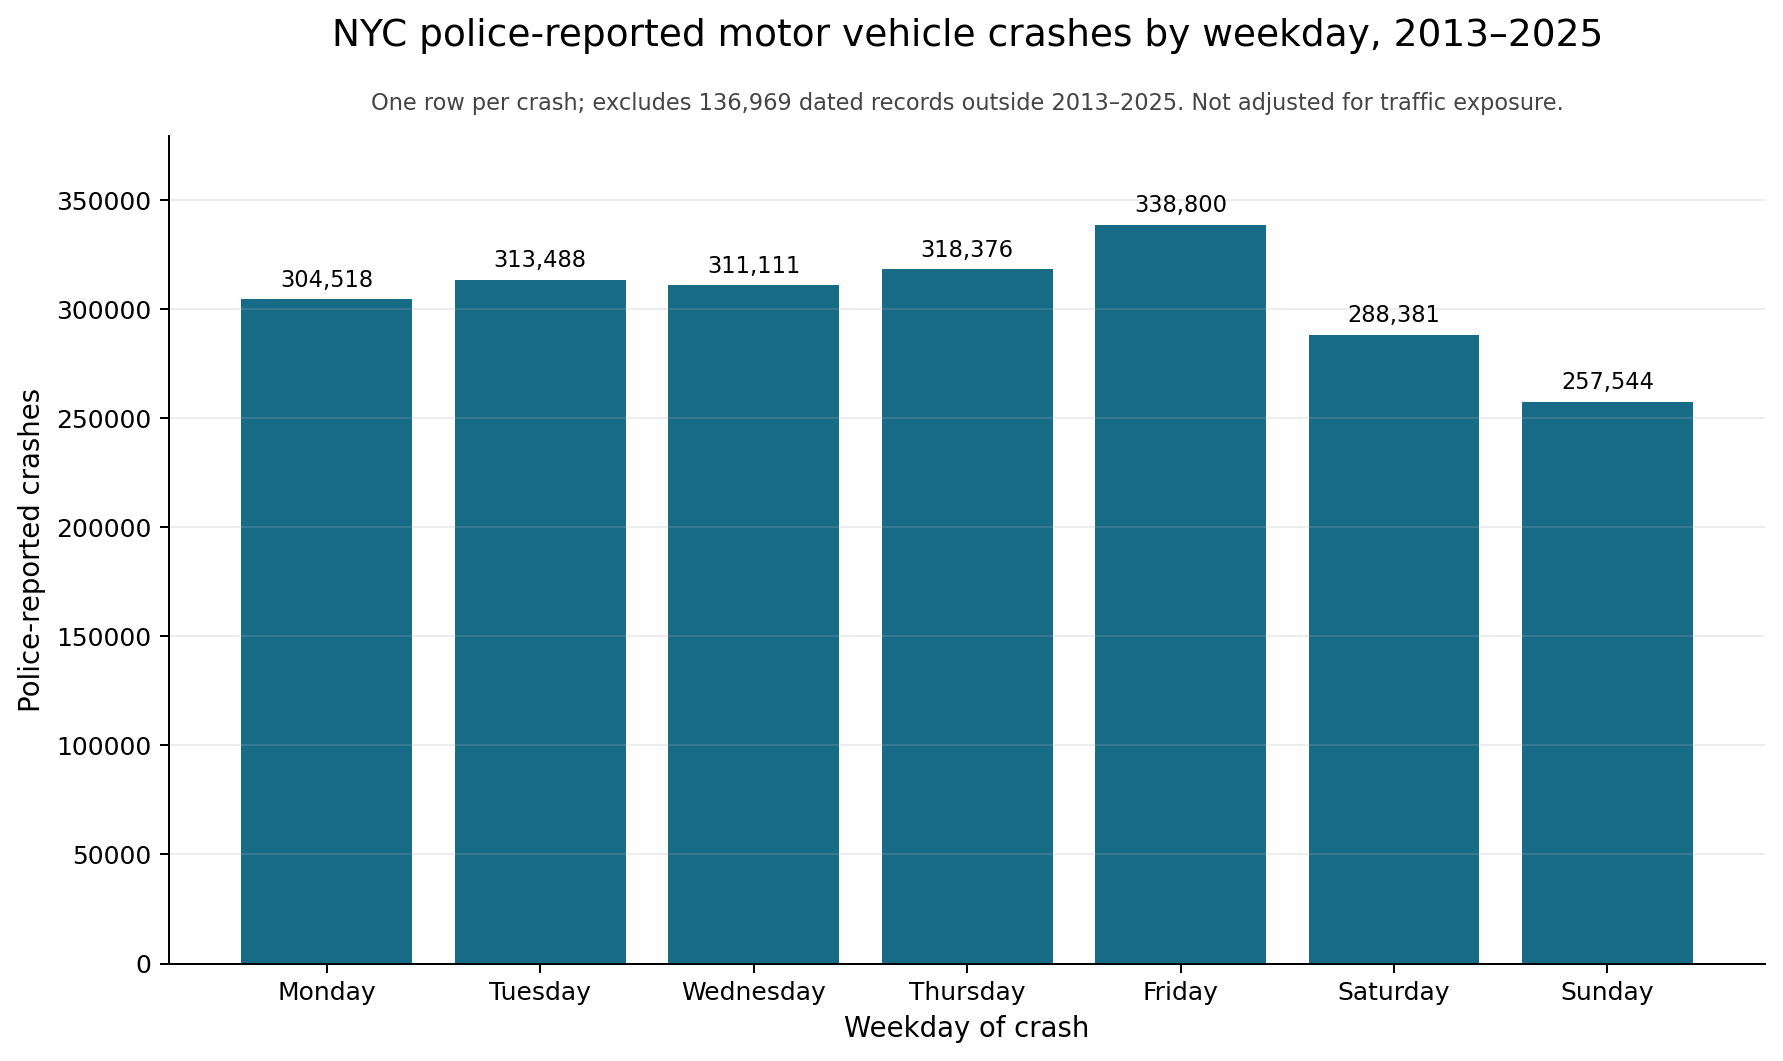 NYC police-reported motor vehicle crashes by weekday, 2013–2025
One row per crash; excludes 136,969 dated records outside 2013–2025. Not adjusted for traffic exposure.
Police-reported crashes
350000
300000
250000
200000
150000
100000
50000
0
304,518
313,488
311,111
318,376
338,800
288,381
257,544
Monday
Tuesday
Wednesday
Thursday
Friday
Saturday
Sunday
Weekday of crash